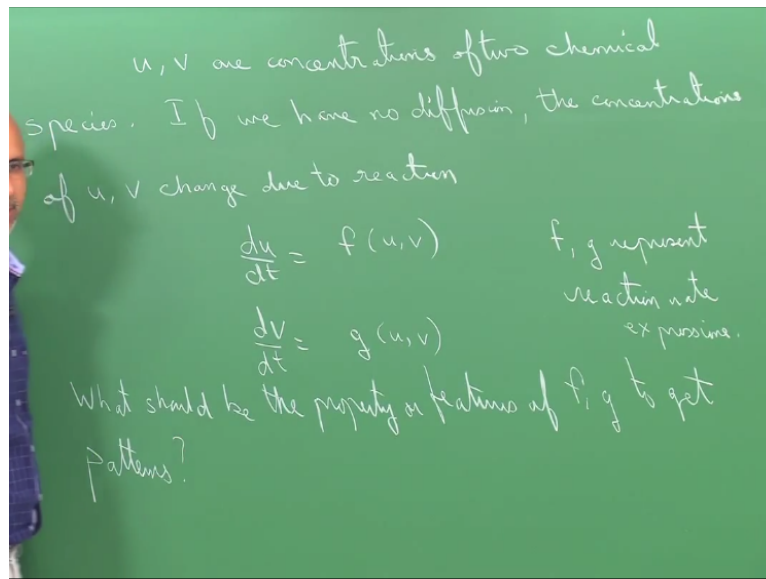 u, v are concentrations of two chemical
species. If we have no diffusion, the concentrations
of u, v change due to reaction
du/dt = f(u,v) f, g represent
reaction rate
dv/dt = g(u,v) expressions.
What should be the property or features of f, g to get
patterns?